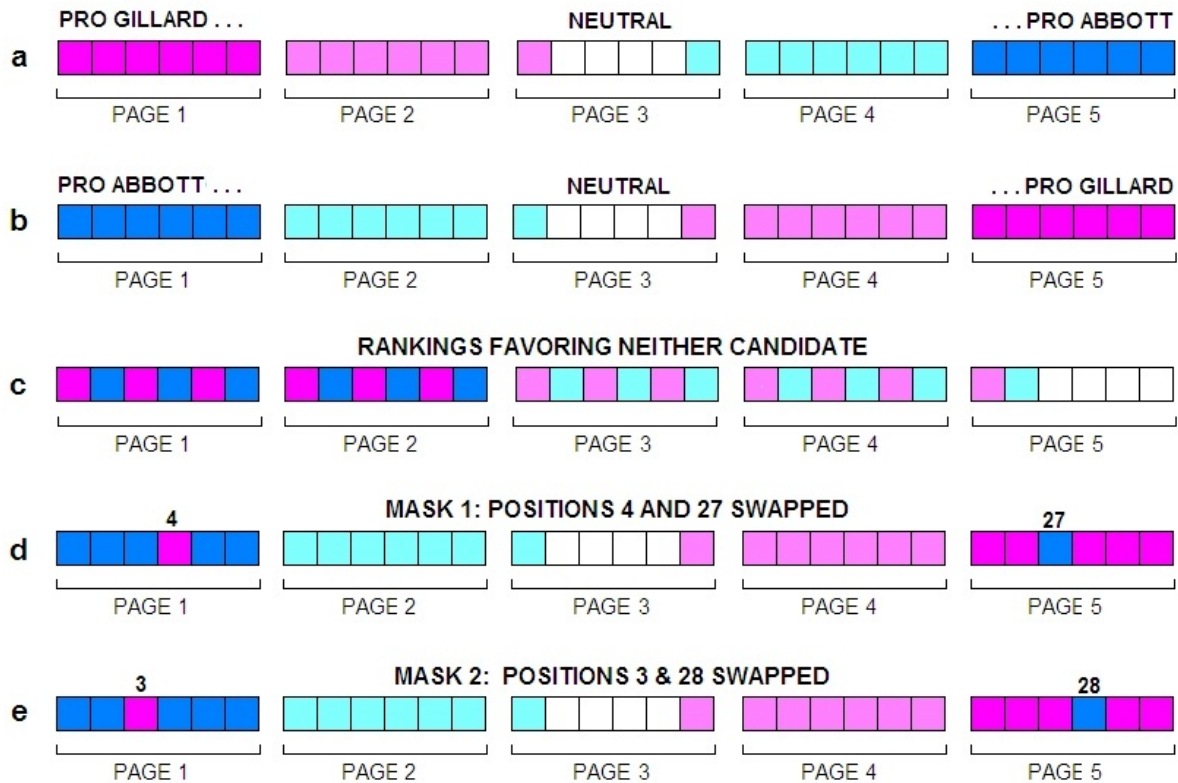 PRO GILLARD . . . NEUTRAL . . . PRO ABBOTT
a
PAGE 1 PAGE 2 PAGE 3 PAGE 4 PAGE 5
PRO ABBOTT . . . NEUTRAL . . . PRO GILLARD
b
PAGE 1 PAGE 2 PAGE 3 PAGE 4 PAGE 5
RANKINGS FAVORING NEITHER CANDIDATE
c
PAGE 1 PAGE 2 PAGE 3 PAGE 4 PAGE 5
MASK 1: POSITIONS 4 AND 27 SWAPPED
4 27
d
PAGE 1 PAGE 2 PAGE 3 PAGE 4 PAGE 5
MASK 2: POSITIONS 3 & 28 SWAPPED
3 28
e
PAGE 1 PAGE 2 PAGE 3 PAGE 4 PAGE 5